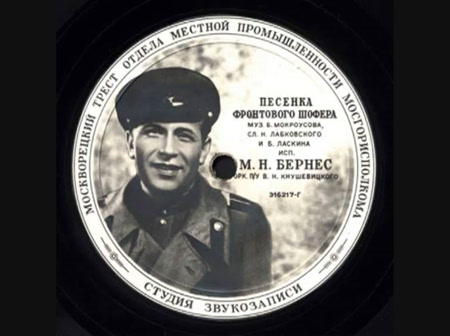 МОСКВОРЕЦКИЙ ТРЕСТ ОТДЕЛА МЕСТНОЙ ПРОМЫШЛЕННОСТИ МОСГОРИСПОЛКОМА
ПЕСЕНКА
ФРОНТОВОГО ШОФЕРА
МУЗ. Б. МОКРОУСОВА,
СЛ. Н. ЛАБКОВСКОГО
И Б. ЛАСКИНА
ИСП.
М. Н. БЕРНЕС
ОРК. П/У В. Н. КНУШЕВИЦКОГО
Э16217-Г
СТУДИЯ ЗВУКОЗАПИСИ